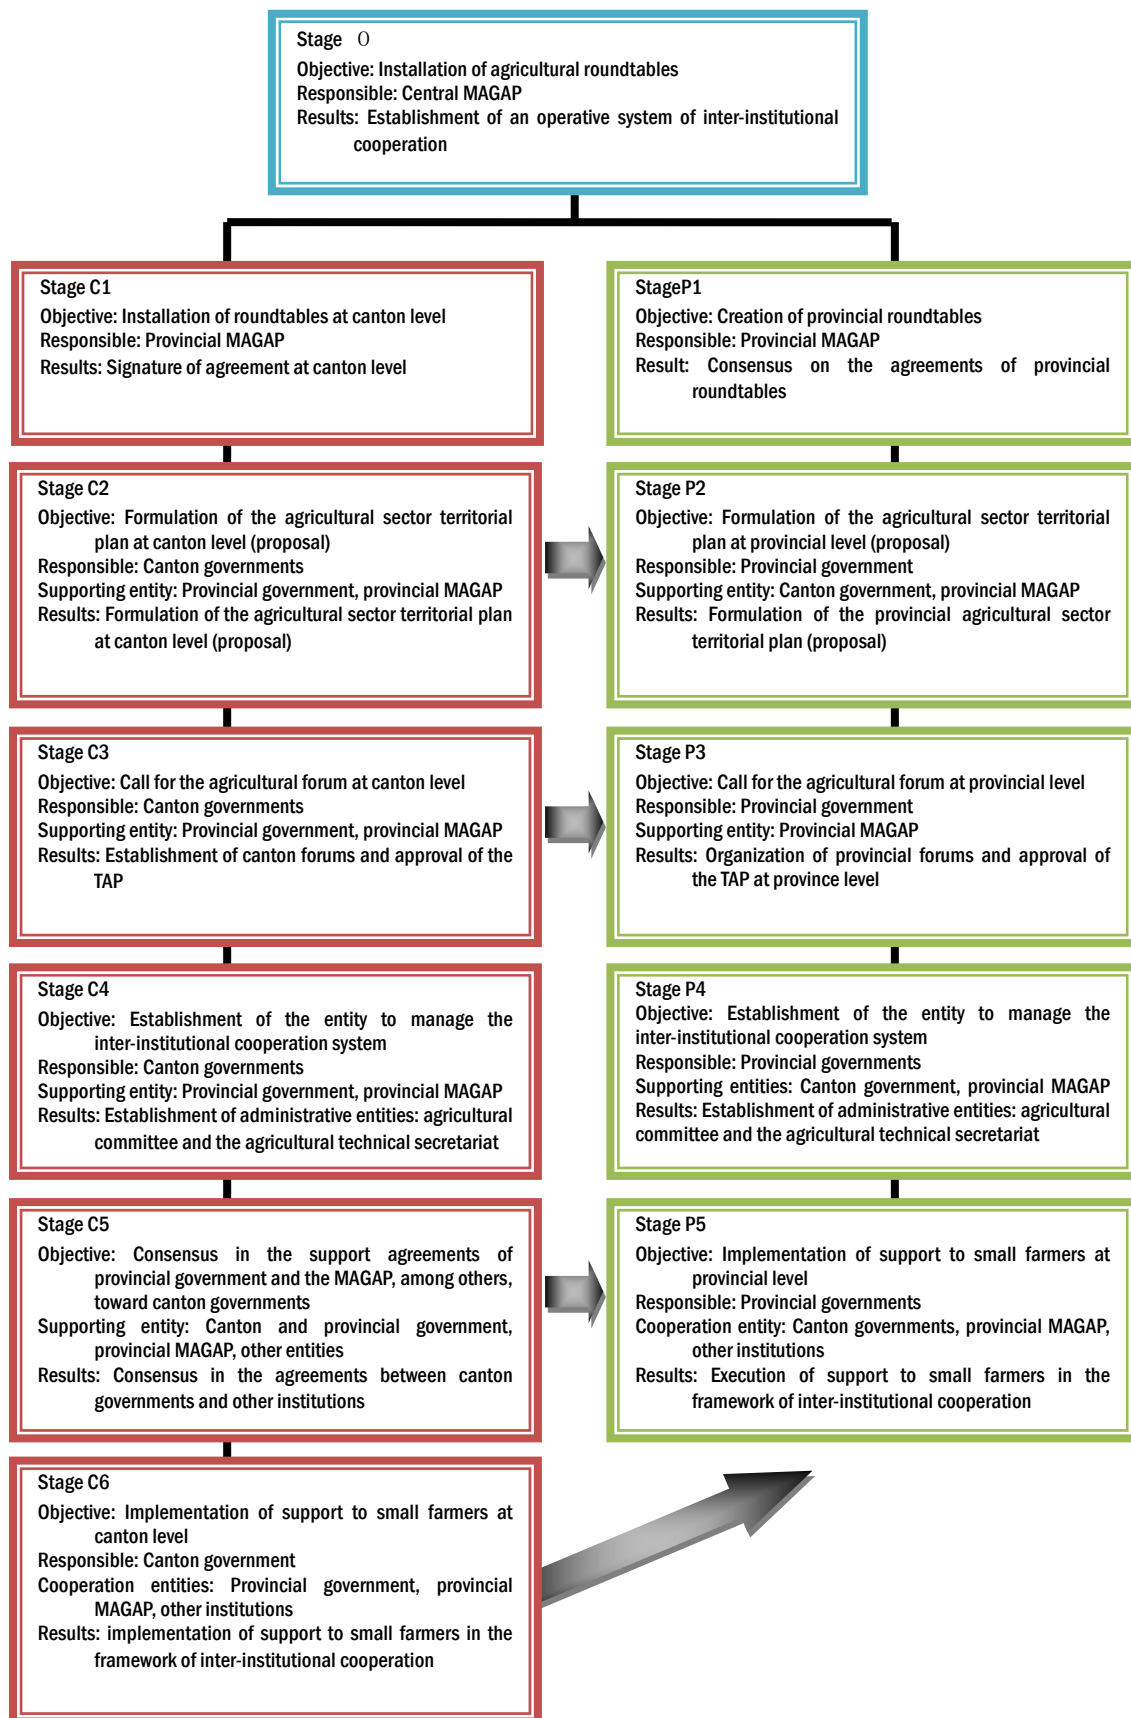 Stage O
Objective: Installation of agricultural roundtables
Responsible: Central MAGAP
Results: Establishment of an operative system of inter-institutional
cooperation
Stage C1
Objective: Installation of roundtables at canton level
Responsible: Provincial MAGAP
Results: Signature of agreement at canton level
StageP1
Objective: Creation of provincial roundtables
Responsible: Provincial MAGAP
Result: Consensus on the agreements of provincial
roundtables
Stage C2
Objective: Formulation of the agricultural sector territorial
plan at canton level (proposal)
Responsible: Canton governments
Supporting entity: Provincial government, provincial MAGAP
Results: Formulation of the agricultural sector territorial plan
at canton level (proposal)
Stage P2
Objective: Formulation of the agricultural sector territorial
plan at provincial level (proposal)
Responsible: Provincial government
Supporting entity: Canton government, provincial MAGAP
Results: Formulation of the provincial agricultural sector
territorial plan (proposal)
Stage C3
Objective: Call for the agricultural forum at canton level
Responsible: Canton governments
Supporting entity: Provincial government, provincial MAGAP
Results: Establishment of canton forums and approval of the
TAP
Stage P3
Objective: Call for the agricultural forum at provincial level
Responsible: Provincial government
Supporting entity: Provincial MAGAP
Results: Organization of provincial forums and approval of
the TAP at province level
Stage C4
Objective: Establishment of the entity to manage the
inter-institutional cooperation system
Responsible: Canton governments
Supporting entity: Provincial government, provincial MAGAP
Results: Establishment of administrative entities: agricultural
committee and the agricultural technical secretariat
Stage P4
Objective: Establishment of the entity to manage the
inter-institutional cooperation system
Responsible: Provincial governments
Supporting entities: Canton government, provincial MAGAP
Results: Establishment of administrative entities: agricultural
committee and the agricultural technical secretariat
Stage C5
Objective: Consensus in the support agreements of
provincial government and the MAGAP, among others,
toward canton governments
Supporting entity: Canton and provincial government,
provincial MAGAP, other entities
Results: Consensus in the agreements between canton
governments and other institutions
Stage P5
Objective: Implementation of support to small farmers at
provincial level
Responsible: Provincial governments
Cooperation entity: Canton governments, provincial MAGAP,
other institutions
Results: Execution of support to small farmers in the
framework of inter-institutional cooperation
Stage C6
Objective: Implementation of support to small farmers at
canton level
Responsible: Canton government
Cooperation entities: Provincial government, provincial
MAGAP, other institutions
Results: implementation of support to small farmers in the
framework of inter-institutional cooperation